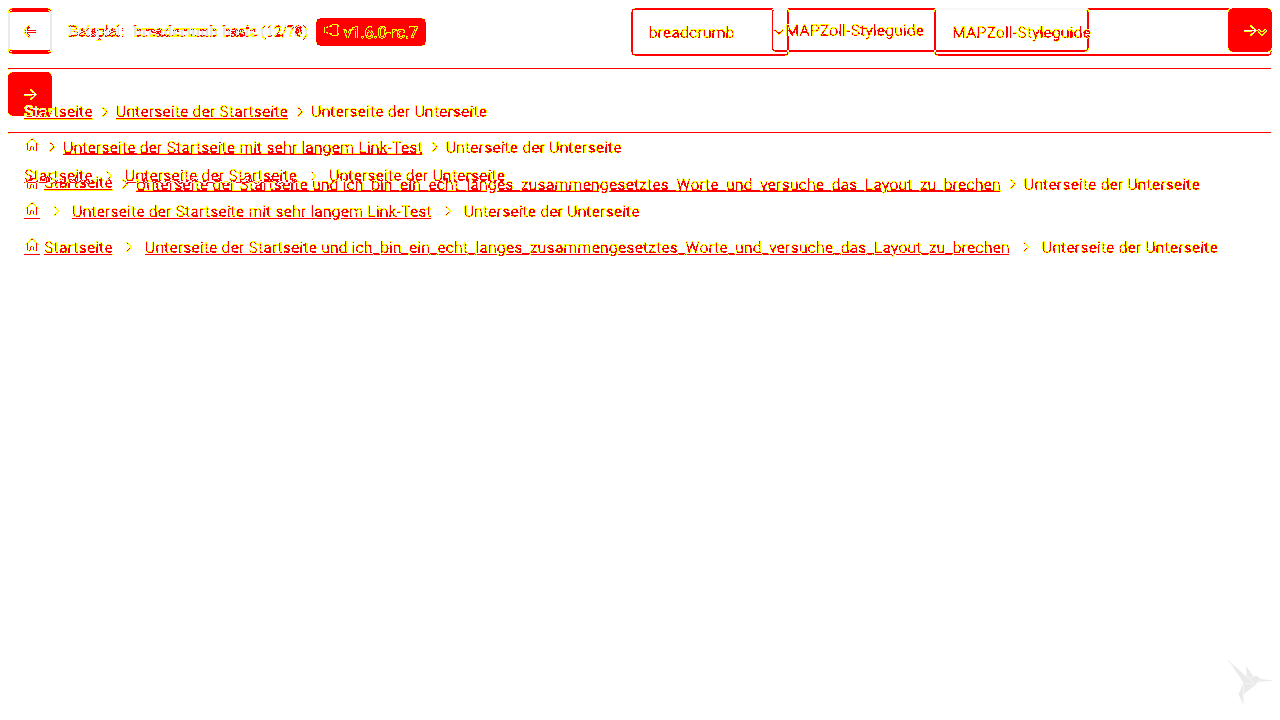 Beispiel: breadcrumb basic (12/78) v1.6.0-rc.7 breadcrumb MAPZoll-Styleguide MAPZoll-Styleguide
Startseite Unterseite der Startseite Unterseite der Unterseite
Unterseite der Startseite mit sehr langem Link-Test Unterseite der Unterseite
Startseite Unterseite der Startseite Unterseite der Unterseite
Startseite Unterseite der Startseite und ich_bin_ein_echt_langes_zusammengesetztes_Worte_und_versuche_das_Layout_zu_brechen Unterseite der Unterseite
Unterseite der Startseite mit sehr langem Link-Test Unterseite der Unterseite
Startseite Unterseite der Startseite und ich_bin_ein_echt_langes_zusammengesetztes_Worte_und_versuche_das_Layout_zu_brechen Unterseite der Unterseite